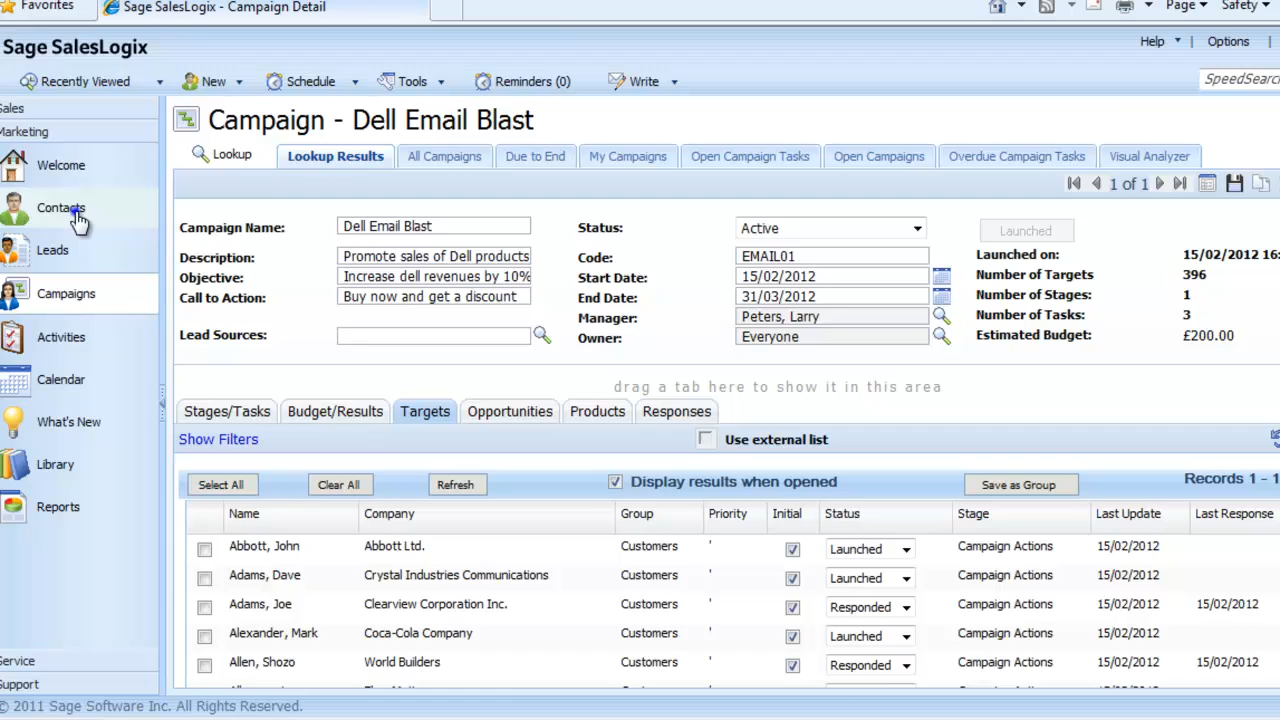 Favorites
Sage SalesLogix - Campaign Detail
Page
Safety
Sage SalesLogix
Help | Options |
Recently Viewed New Schedule Tools Reminders (0) Write SpeedSearc
Sales
Marketing
Welcome
Contacts
Leads
Campaigns
Activities
Calendar
What's New
Library
Reports
Service
Support
Campaign - Dell Email Blast
Lookup Lookup Results All Campaigns Due to End My Campaigns Open Campaign Tasks Open Campaigns Overdue Campaign Tasks Visual Analyzer
1 of 1
Campaign Name: Dell Email Blast
Description: Promote sales of Dell products
Objective: Increase dell revenues by 10%
Call to Action: Buy now and get a discount
Lead Sources:
Status: Active
Code: EMAIL01
Start Date: 15/02/2012
End Date: 31/03/2012
Manager: Peters, Larry
Owner: Everyone
Launched
Launched on: 15/02/2012 16:
Number of Targets 396
Number of Stages: 1
Number of Tasks: 3
Estimated Budget: £200.00
drag a tab here to show it in this area
Stages/Tasks Budget/Results Targets Opportunities Products Responses
Show Filters Use external list
Select All Clear All Refresh Display results when opened Save as Group Records 1 - 1
Name Company Group Priority Initial Status Stage Last Update Last Response
Abbott, John Abbott Ltd. Customers ' Launched Campaign Actions 15/02/2012
Adams, Dave Crystal Industries Communications Customers ' Launched Campaign Actions 15/02/2012
Adams, Joe Clearview Corporation Inc. Customers ' Responded Campaign Actions 15/02/2012 15/02/2012
Alexander, Mark Coca-Cola Company Customers ' Launched Campaign Actions 15/02/2012
Allen, Shozo World Builders Customers ' Responded Campaign Actions 15/02/2012 15/02/2012
© 2011 Sage Software Inc. All Rights Reserved.